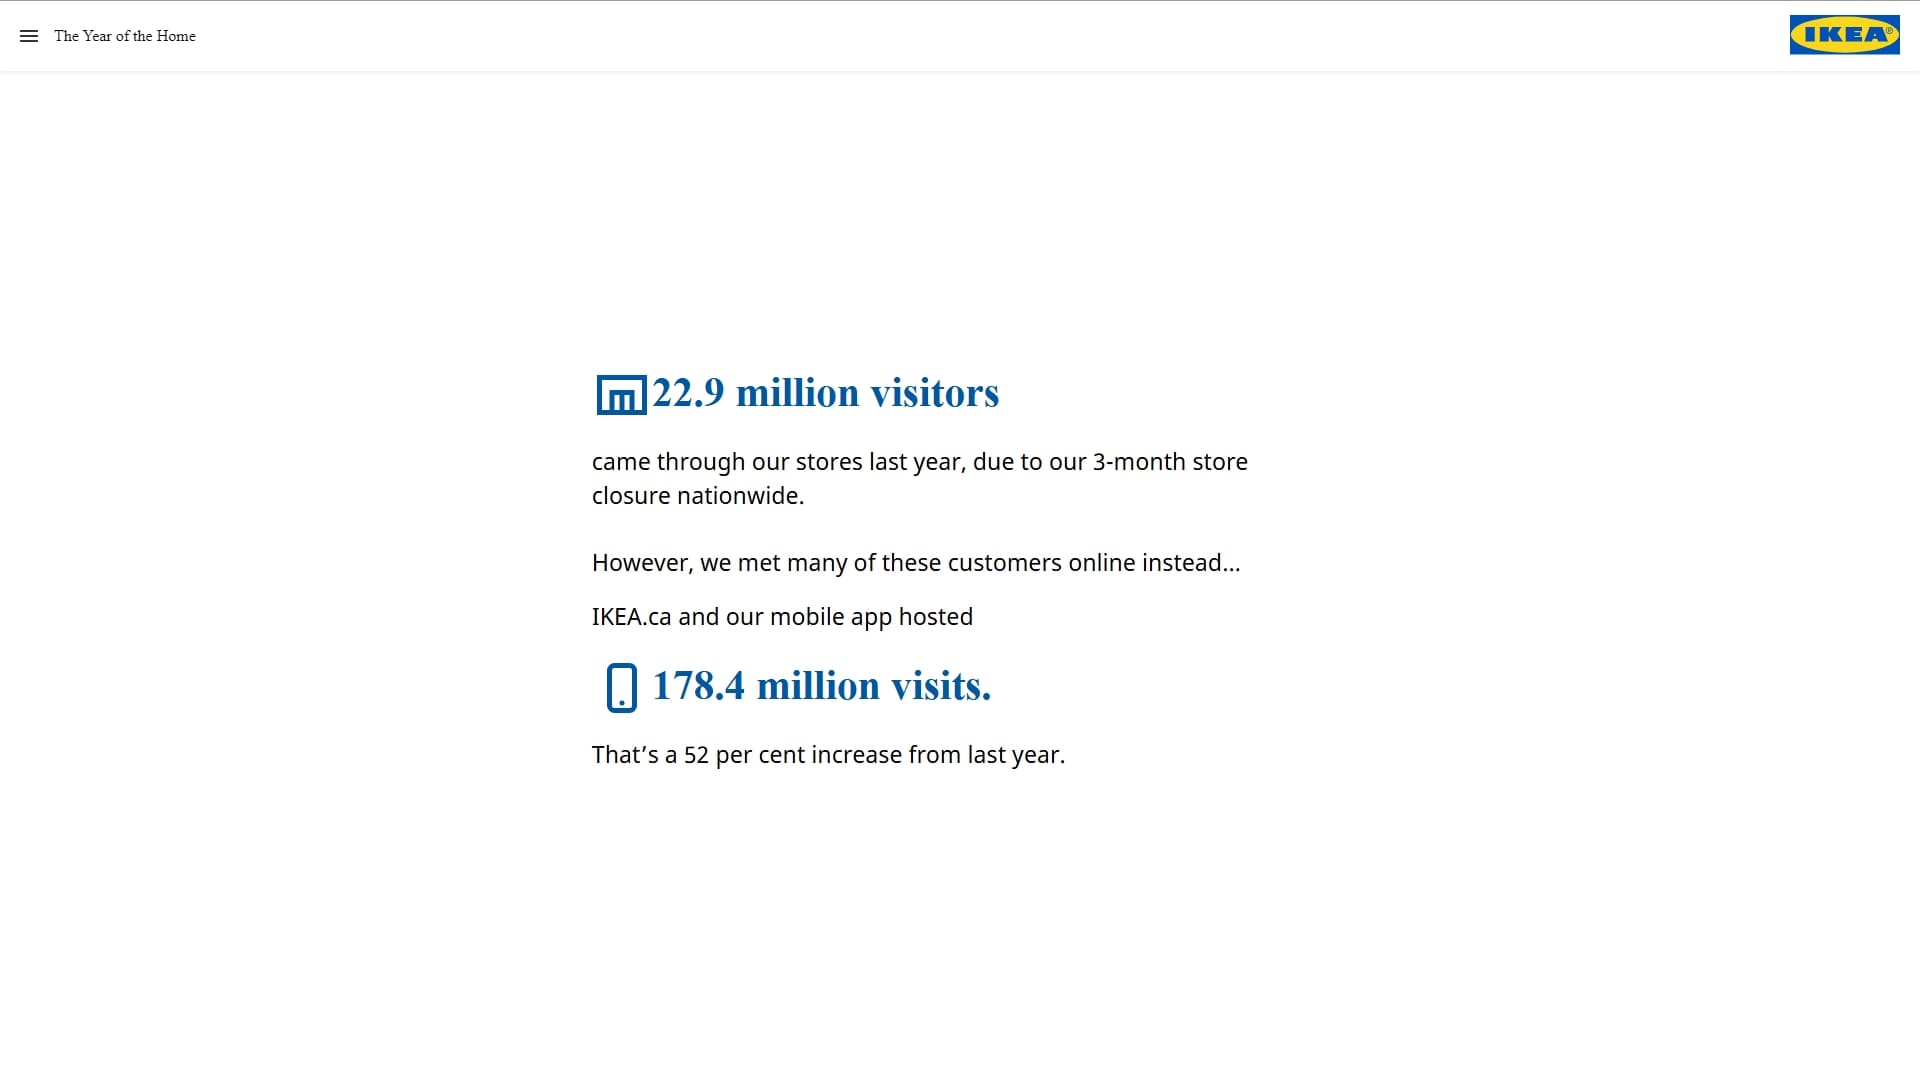 The Year of the Home
IKEA®
22.9 million visitors
came through our stores last year, due to our 3-month store
closure nationwide.
However, we met many of these customers online instead...
IKEA.ca and our mobile app hosted
178.4 million visits.
That’s a 52 per cent increase from last year.